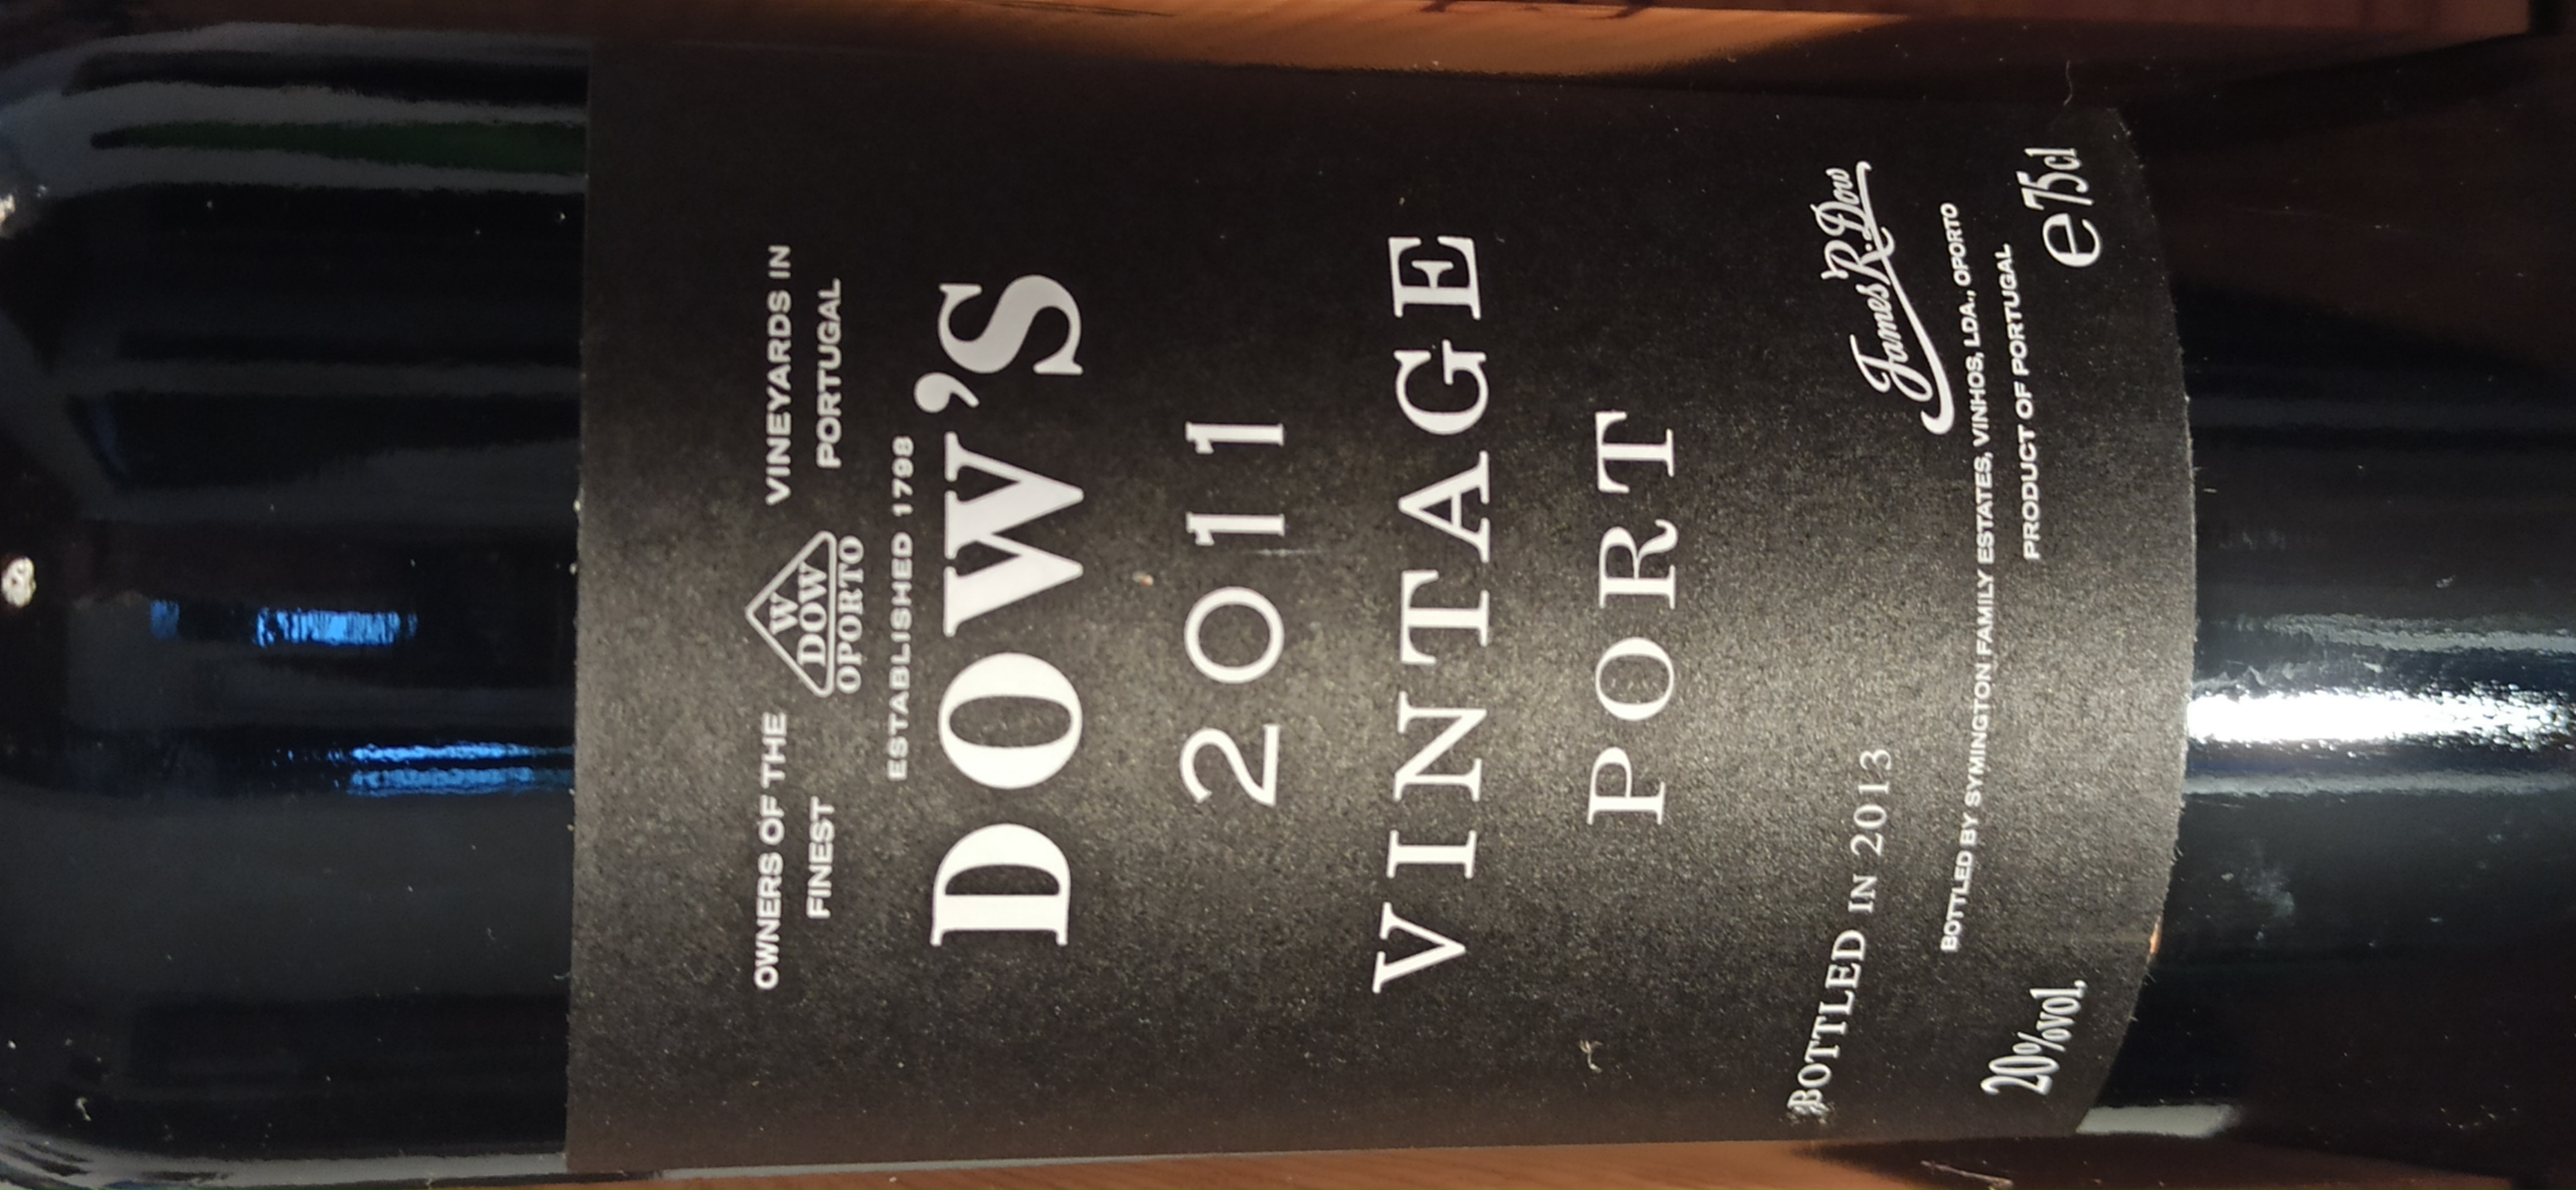 OWNERS OF THE VINEYARDS IN
FINEST PORTUGAL
W
DOW
OPORTO
ESTABLISHED 1798
DOW'S
2011
VINTAGE
PORT
BOTTLED IN 2013
James R. Dow
BOTTLED BY SYMINGTON FAMILY ESTATES, VINHOS, LDA., OPORTO
PRODUCT OF PORTUGAL
20%vol. e 75cl